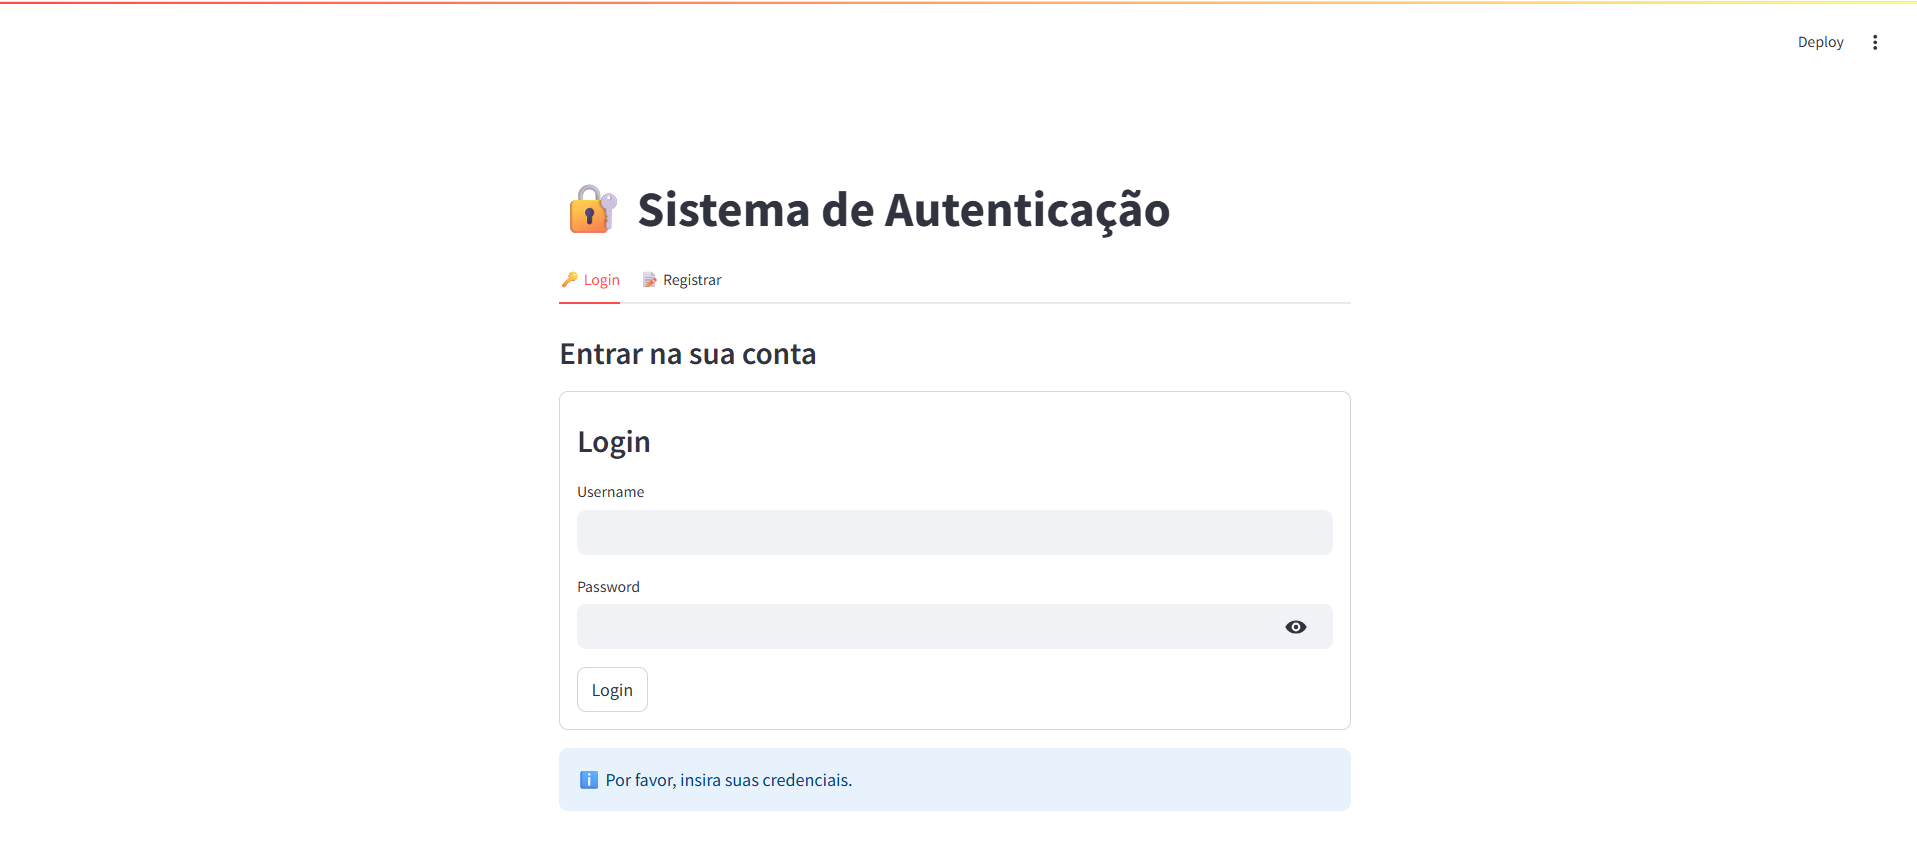 Deploy
Sistema de Autenticação
Login Registrar
Entrar na sua conta
Login
Username
Password
Login
Por favor, insira suas credenciais.